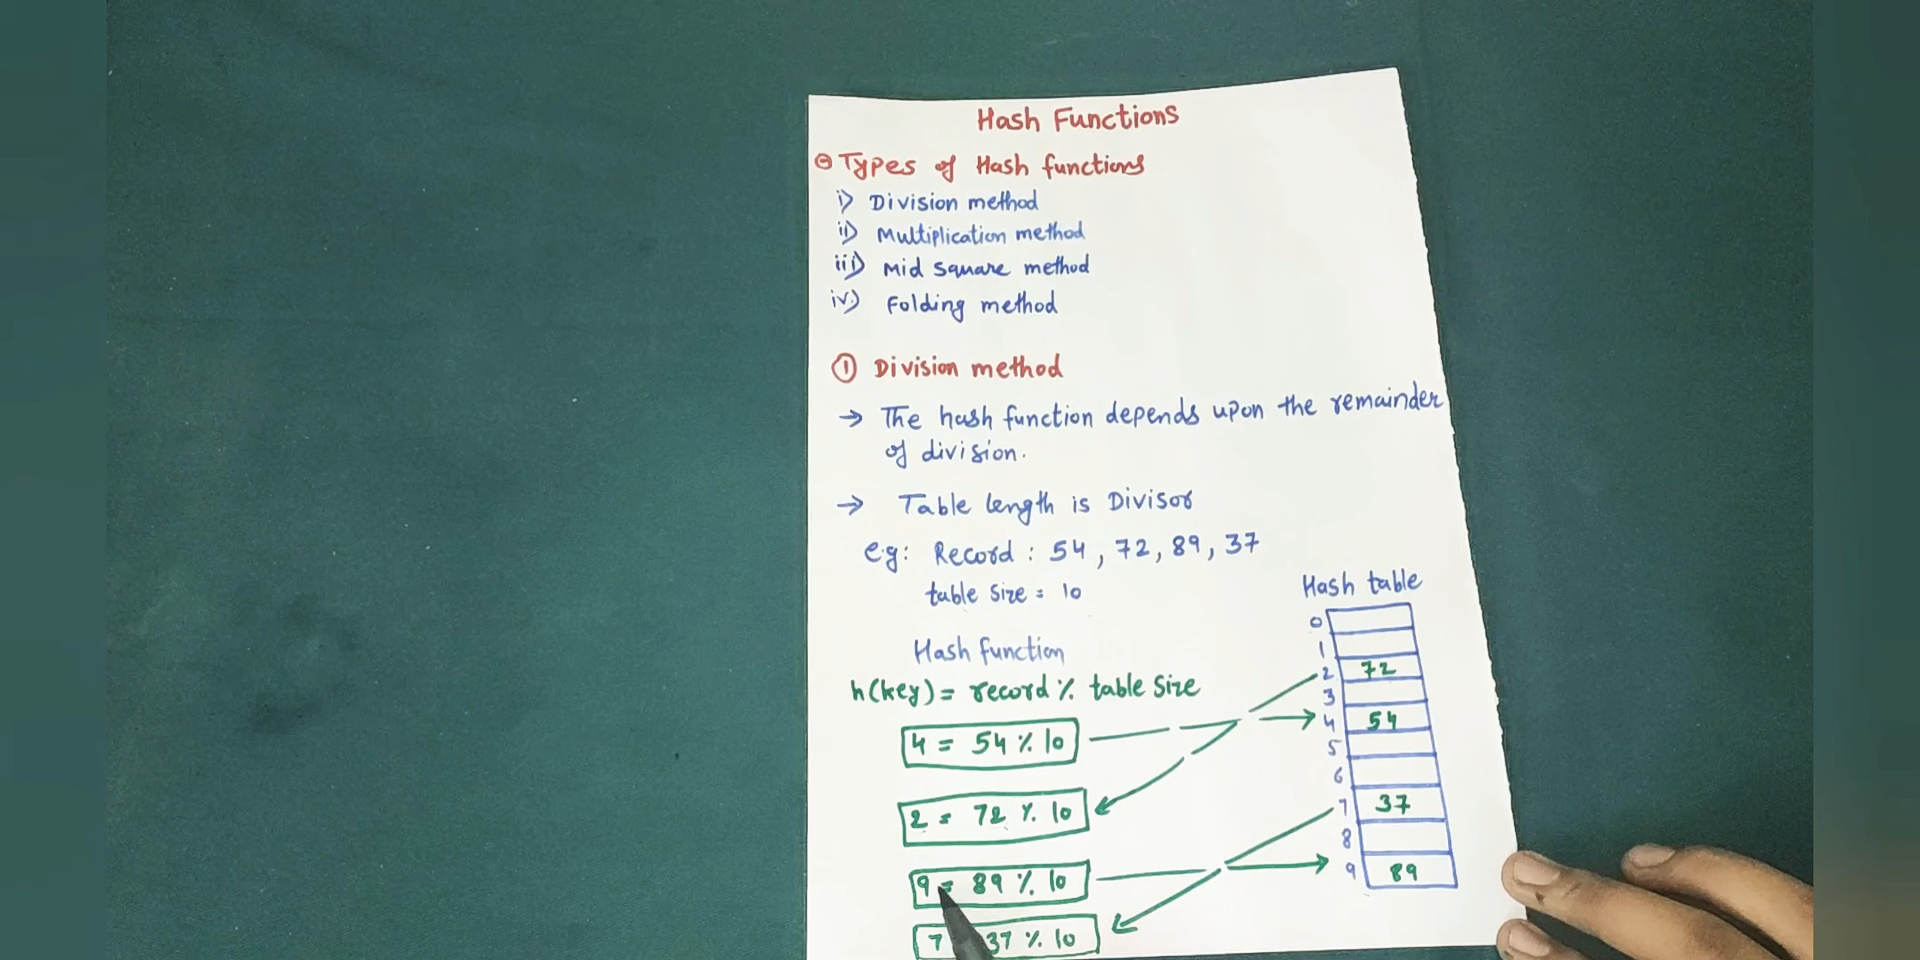 Hash Functions
Types of Hash functions
i) Division method
ii) Multiplication method
iii) Mid square method
iv) Folding method
① Division method
→ The hash function depends upon the remainder
of division.
→ Table length is Divisor
e.g: Record : 54, 72, 89, 37
table size = 10
Hash table
Hash function
h(key) = record % table size
4 = 54 % 10
2 = 72 % 10
9 = 89 % 10
7 37 % 10
0
1
2 72
3
4 54
5
6
7 37
8
9 89